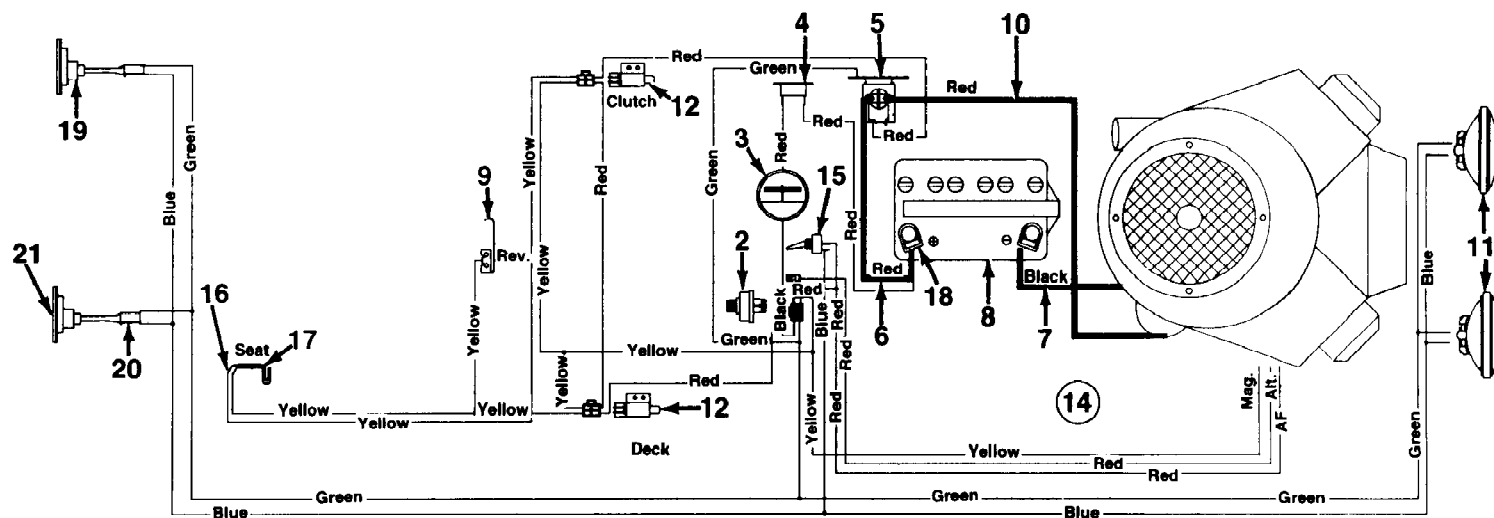 4
5
10
Red
Green
Red
19
Clutch
12
Red
Red
3
Green
Yellow
Red
9
15
Green
Red
Blue
Yellow
Rev.
Red
11
Blue
21
2
Red
18
Black
16
Red
Black
Blue
Red
6
8
7
20
Seat
17
Yellow
Green
Yellow
Red
Yellow
Red
Mag.
Alt.
AF
14
Yellow
Yellow
Yellow
12
Red
Yellow
Deck
Yellow
Red
Red
Green
Green
Green
Green
Blue
Blue